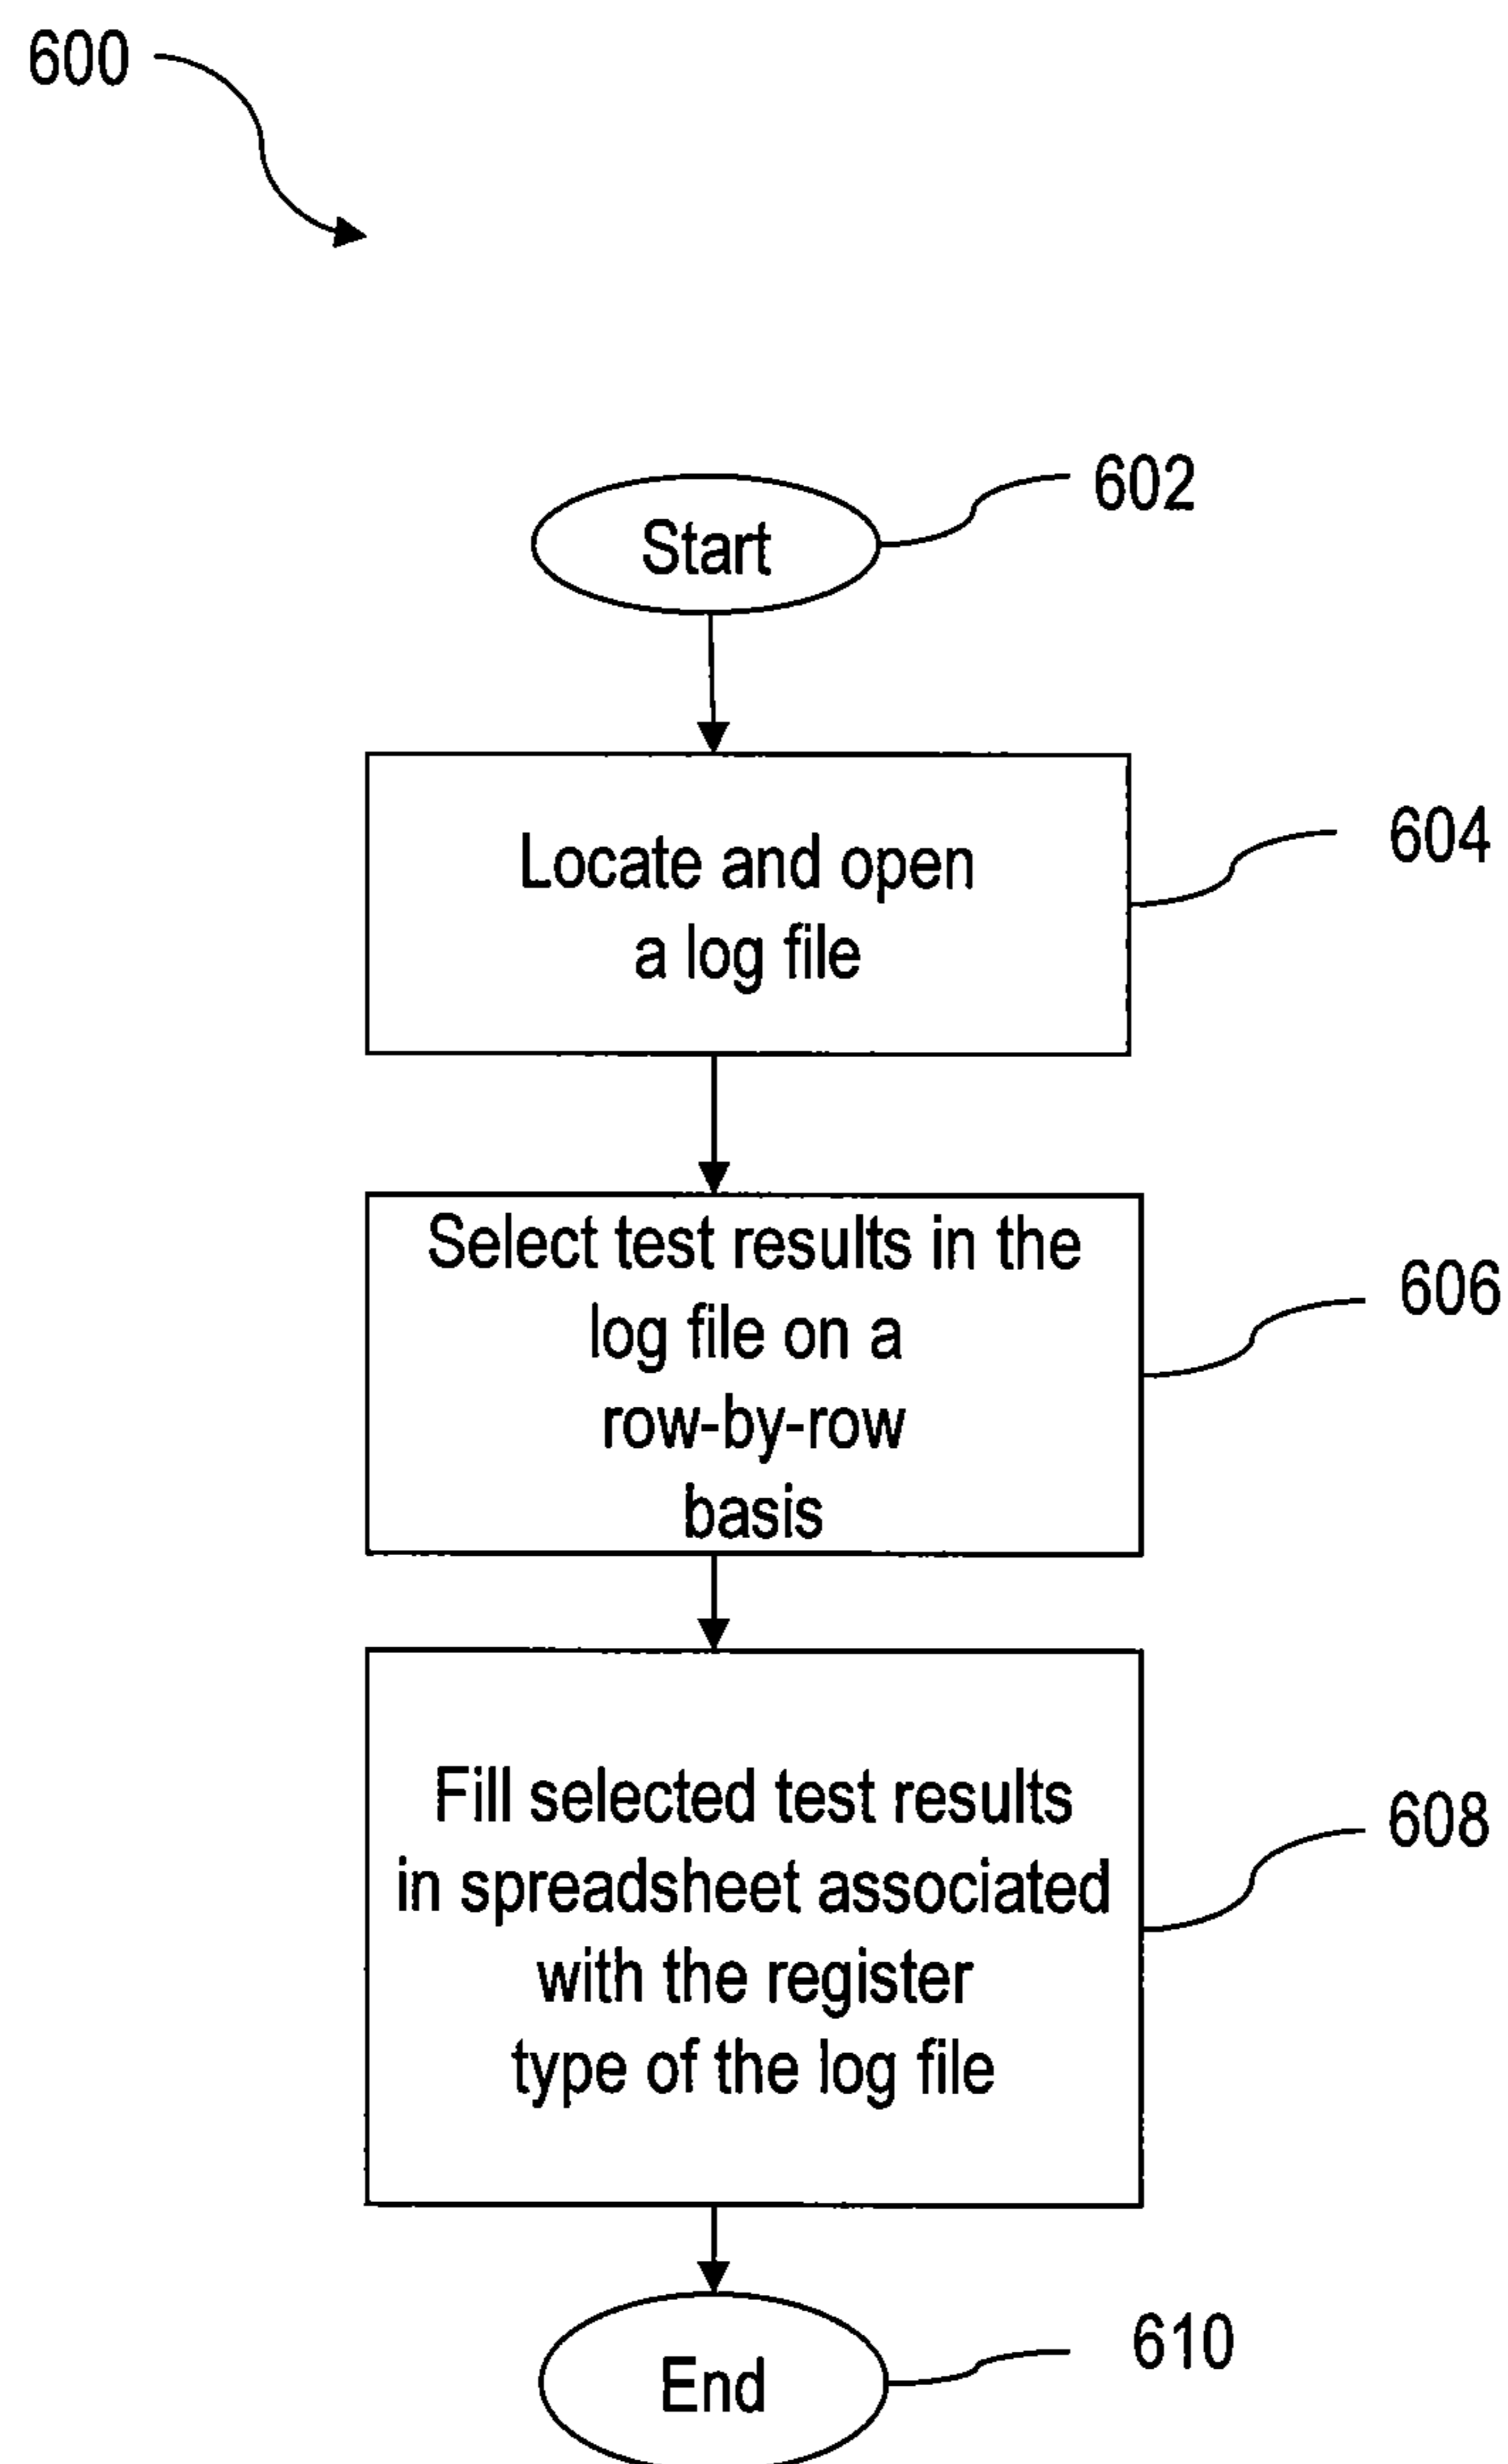 600
602
Start
604
Locate and open
a log file
606
Select test results in the
log file on a
row-by-row
basis
608
Fill selected test results
in spreadsheet associated
with the register
type of the log file
610
End